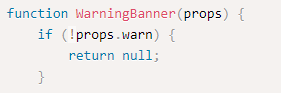 function WarningBanner(props) {
    if (!props.warn) {
        return null;
    }